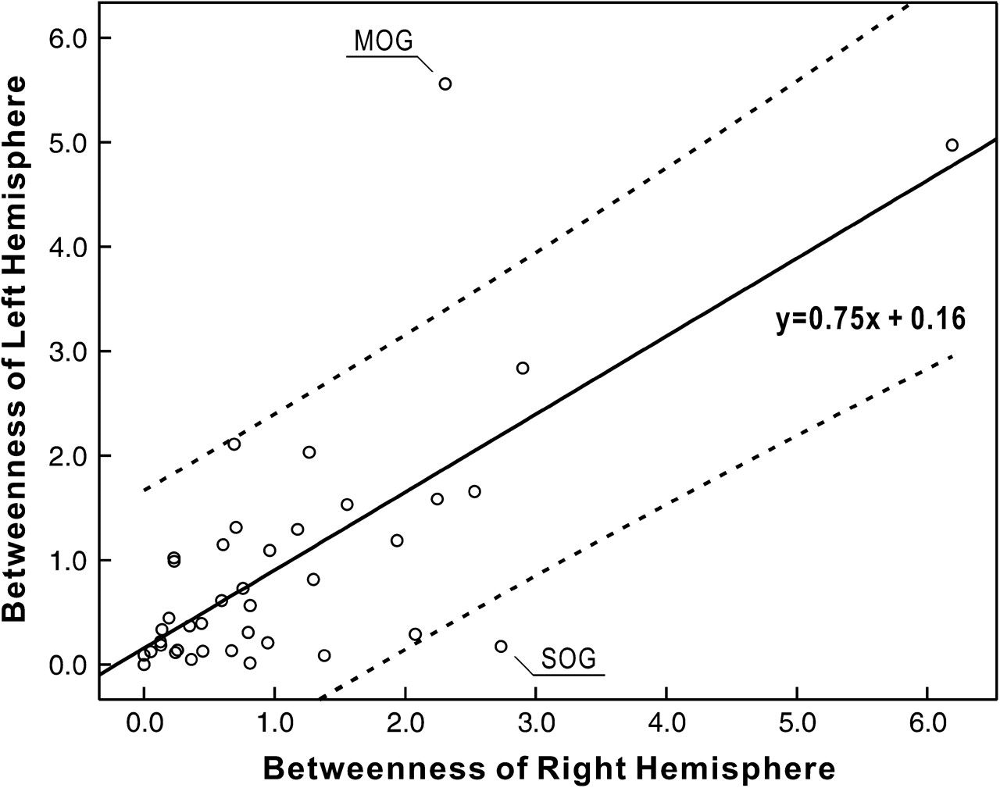 Betweenness of Left Hemisphere
6.0
5.0
4.0
3.0
2.0
1.0
0.0
MOG
y=0.75x + 0.16
SOG
0.0 1.0 2.0 3.0 4.0 5.0 6.0
Betweenness of Right Hemisphere